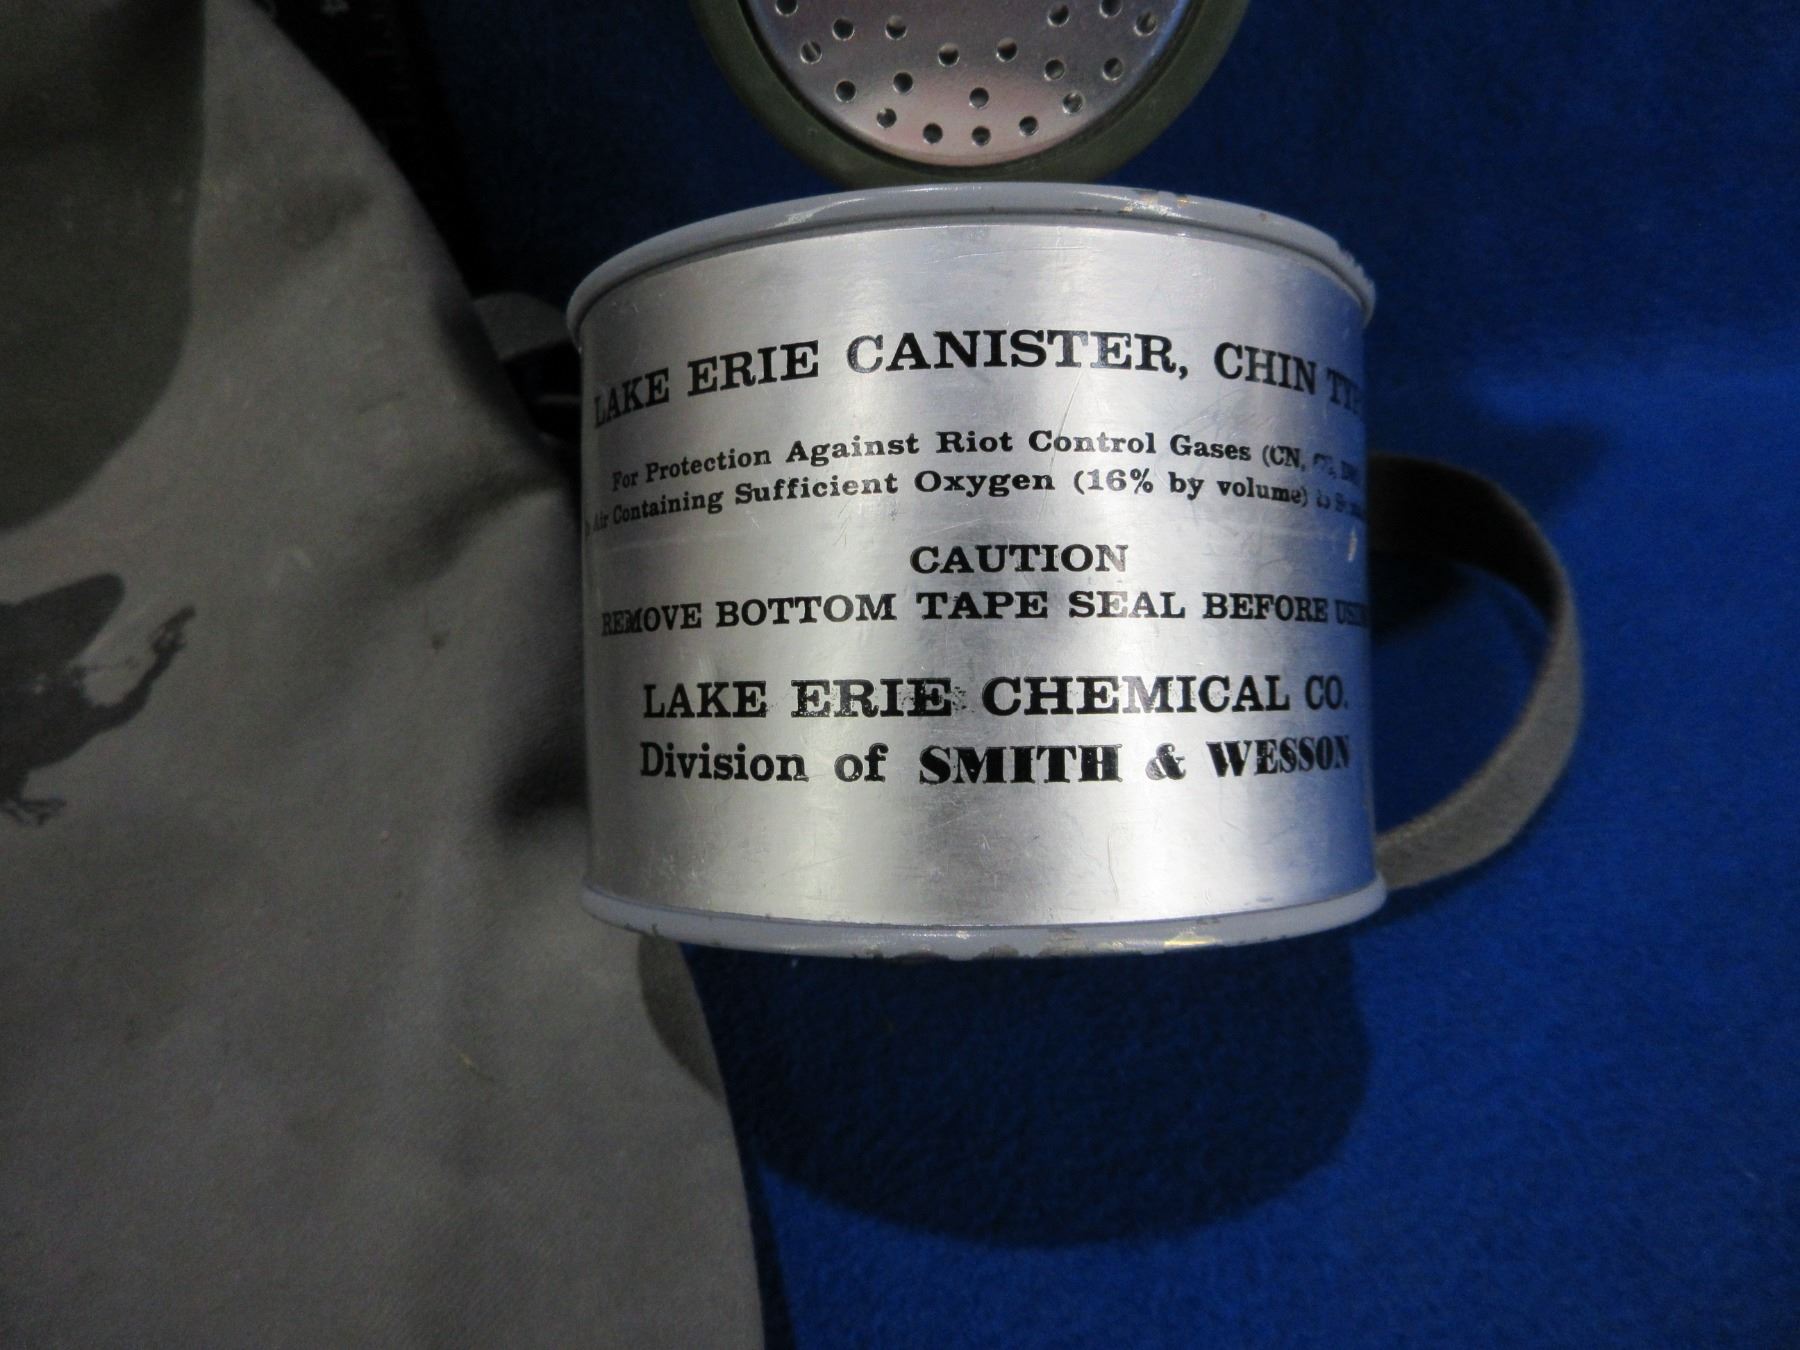 LAKE ERIE CANISTER, CHIN
For Protection Against Riot Control Gases (CN,
Air Containing Sufficient Oxygen (16% by volume)
CAUTION
REMOVE BOTTOM TAPE SEAL BEFORE
LAKE ERIE CHEMICAL CO.
Division of SMITH & WESSON